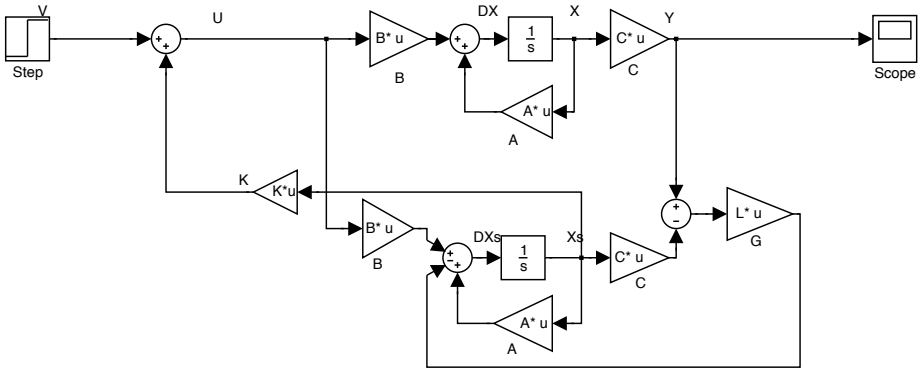 V
U
DX
X
Y
Step
+
+
B* u
B
+
+
1
s
C* u
C
Scope
A* u
A
K
K*u
+
−
L* u
G
B* u
B
+
−
+
DXs
1
s
Xs
C* u
C
A* u
A